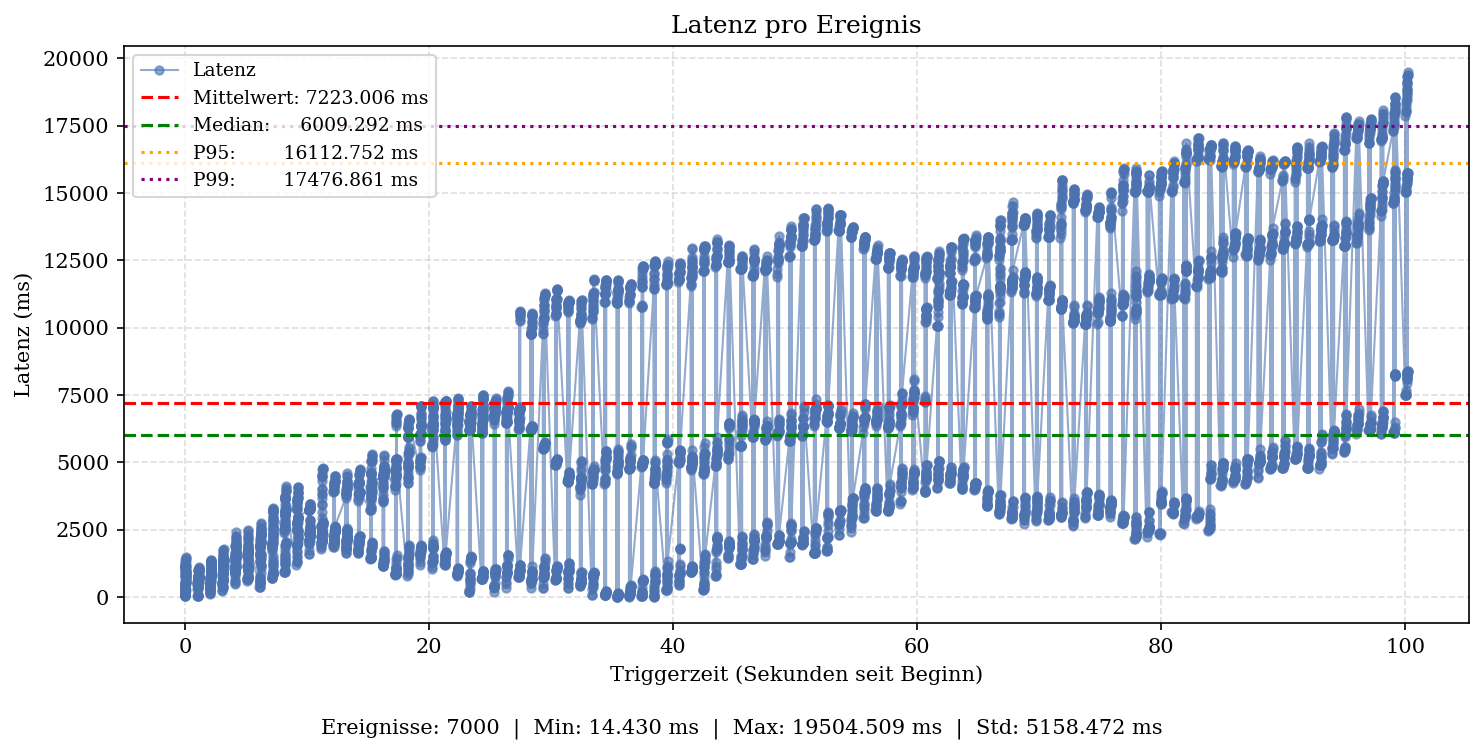 Latenz pro Ereignis
Latenz (ms)
20000
17500
15000
12500
10000
7500
5000
2500
0
Latenz
Mittelwert: 7223.006 ms
Median: 6009.292 ms
P95: 16112.752 ms
P99: 17476.861 ms
0 20 40 60 80 100
Triggerzeit (Sekunden seit Beginn)
Ereignisse: 7000 | Min: 14.430 ms | Max: 19504.509 ms | Std: 5158.472 ms